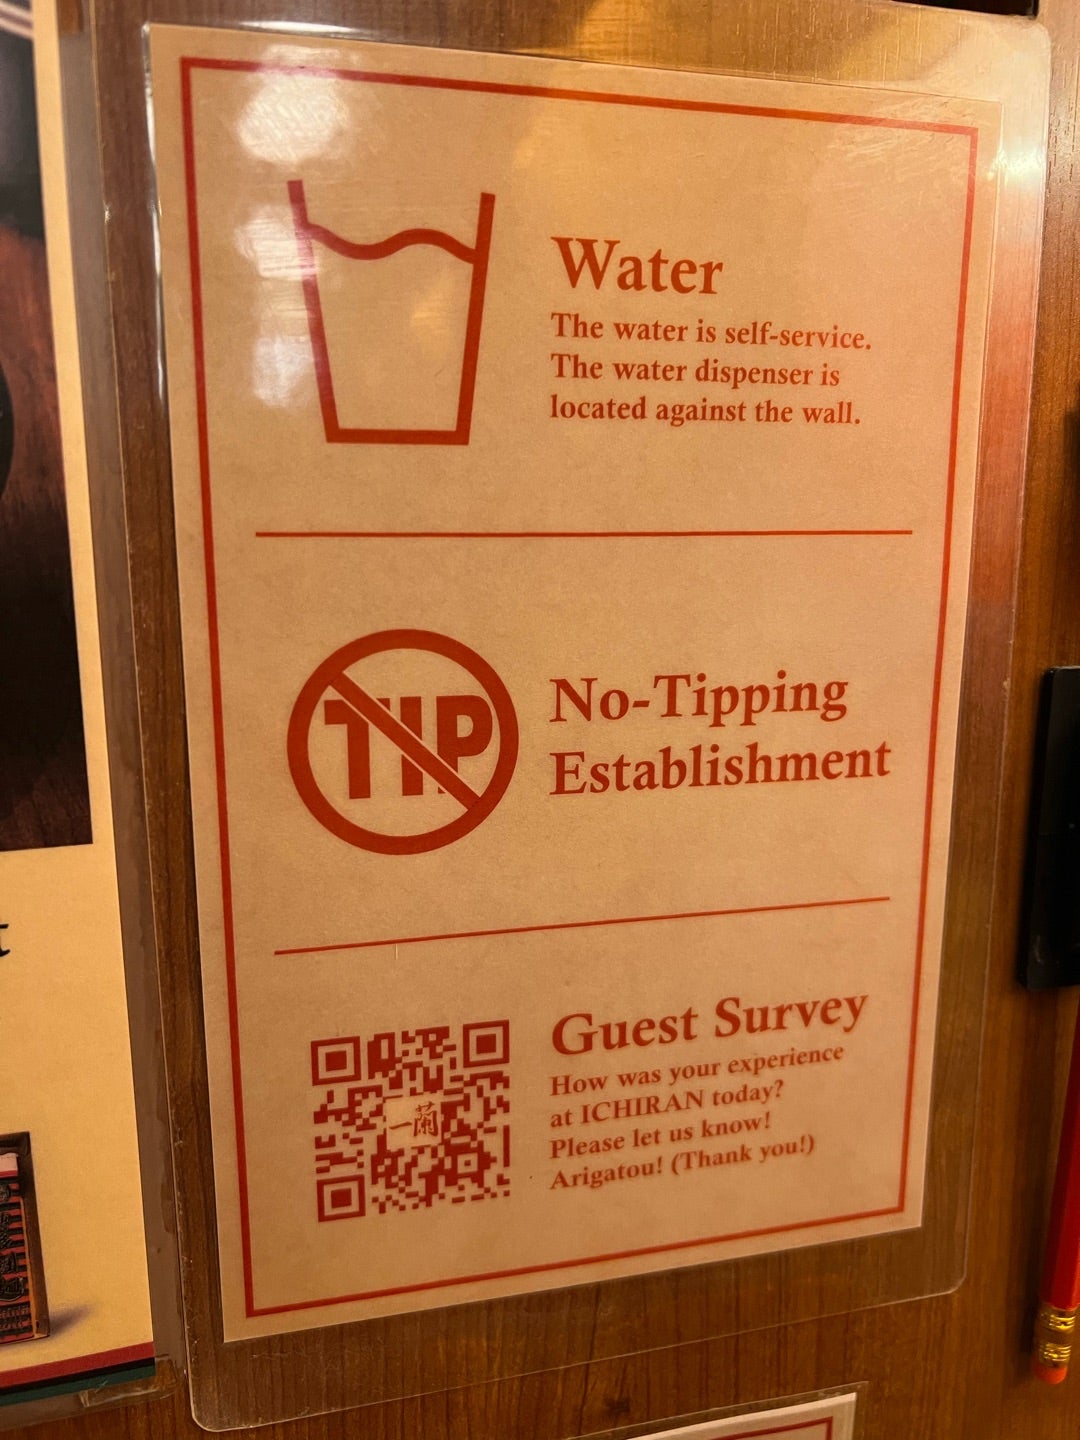 Water
The water is self-service.
The water dispenser is
located against the wall.
TIP
No-Tipping
Establishment
Guest Survey
How was your experience
at ICHIRAN today?
Please let us know!
Arigatou! (Thank you!)
一蘭